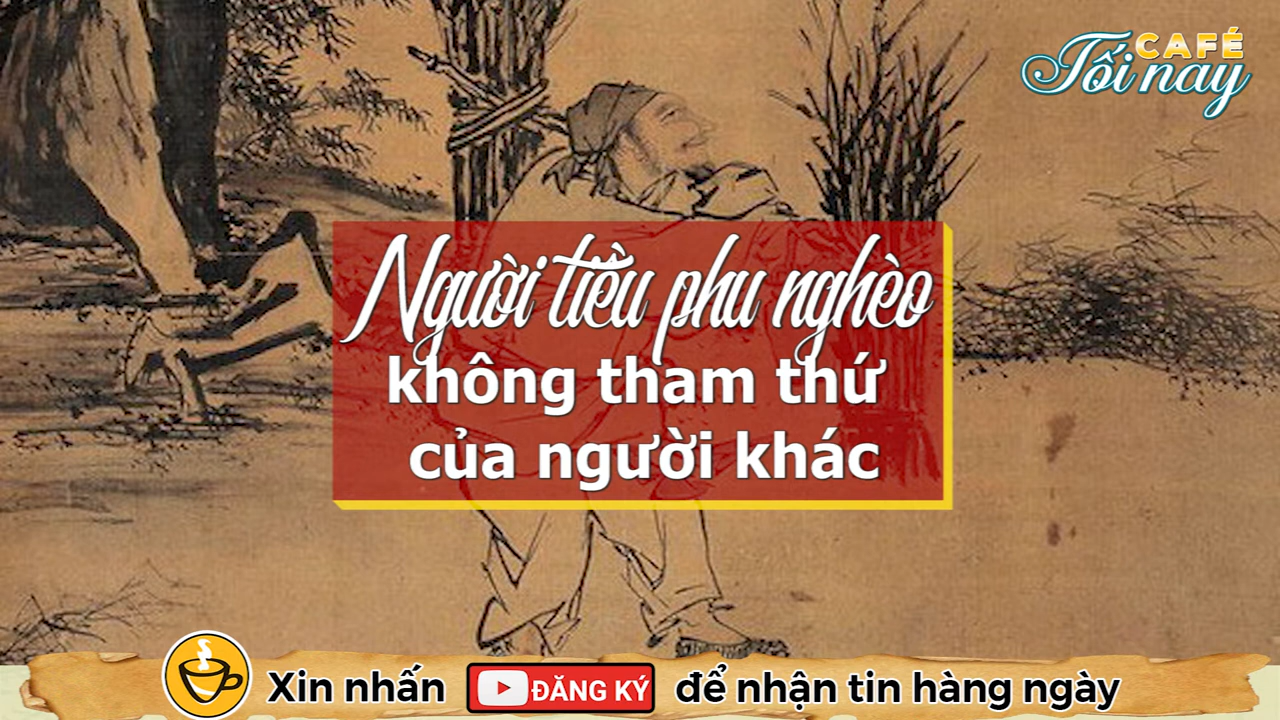 CAFÉ
Tối nay
Người tiều phu nghèo
không tham thứ
của người khác
Xin nhấn ĐĂNG KÝ để nhận tin hàng ngày